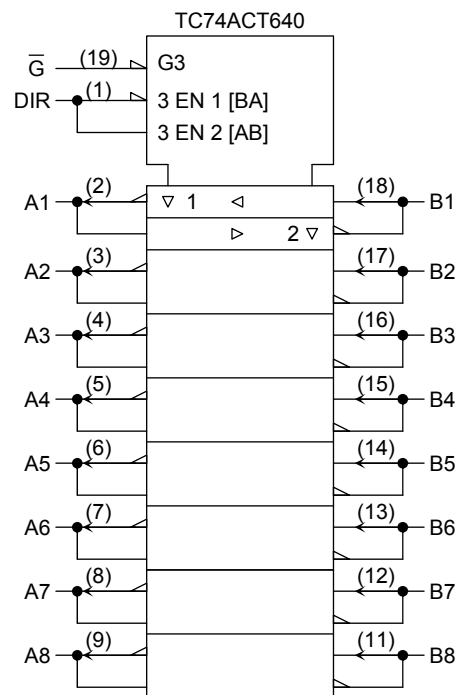 TC74ACT640
G̅ (19) G3
DIR (1) 3 EN 1 [BA]
3 EN 2 [AB]
A1 (2) ▽ 1 ◁ (18) B1
▷ 2 ▽
A2 (3) (17) B2
A3 (4) (16) B3
A4 (5) (15) B4
A5 (6) (14) B5
A6 (7) (13) B6
A7 (8) (12) B7
A8 (9) (11) B8